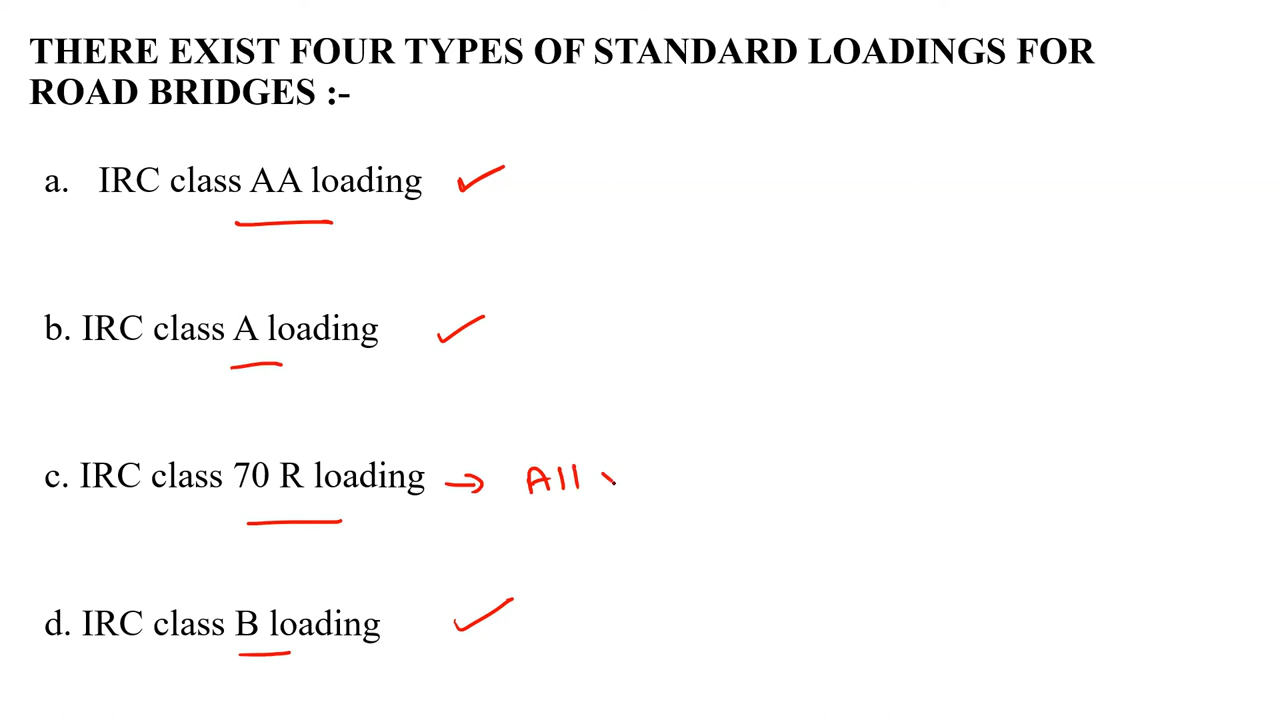 THERE EXIST FOUR TYPES OF STANDARD LOADINGS FOR
ROAD BRIDGES :-
a. IRC class AA loading
b. IRC class A loading
c. IRC class 70 R loading → All
d. IRC class B loading